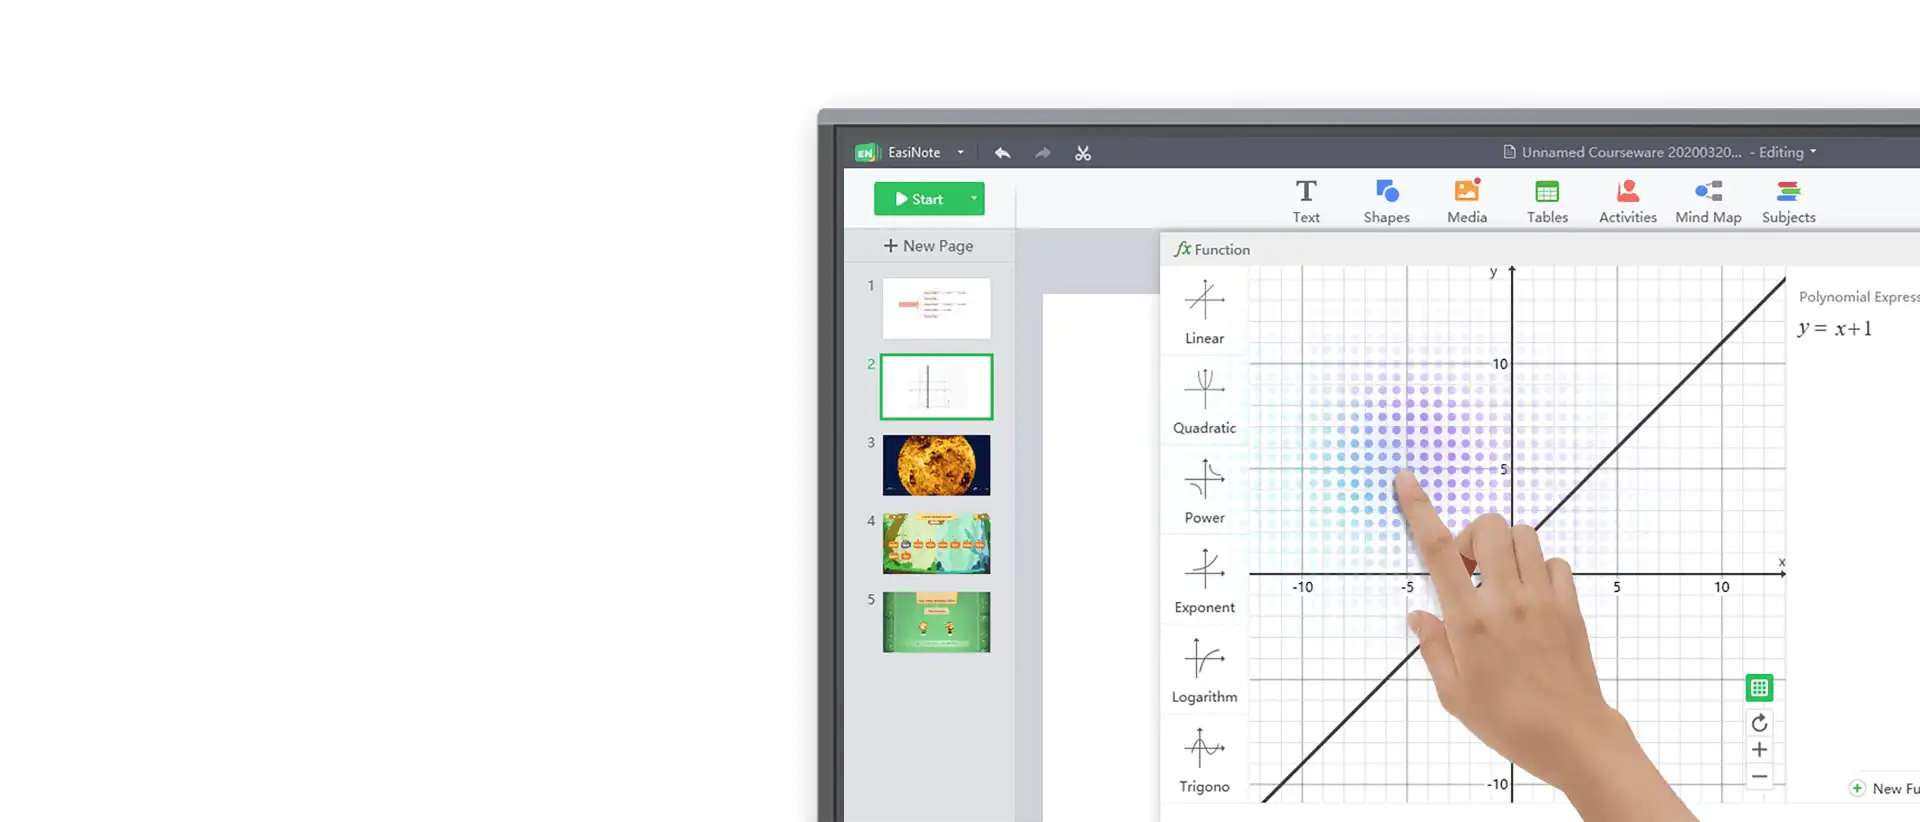 EN EasiNote
Unnamed Courseware 20200320... - Editing
Start
Text
Shapes
Media
Tables
Activities
Mind Map
Subjects
New Page
fx Function
1
2
3
4
5
Linear
Quadratic
Power
Exponent
Logarithm
Trigono
y
10
5
x
-10
-5
5
10
-10
Polynomial Express
y = x+1
New Fu